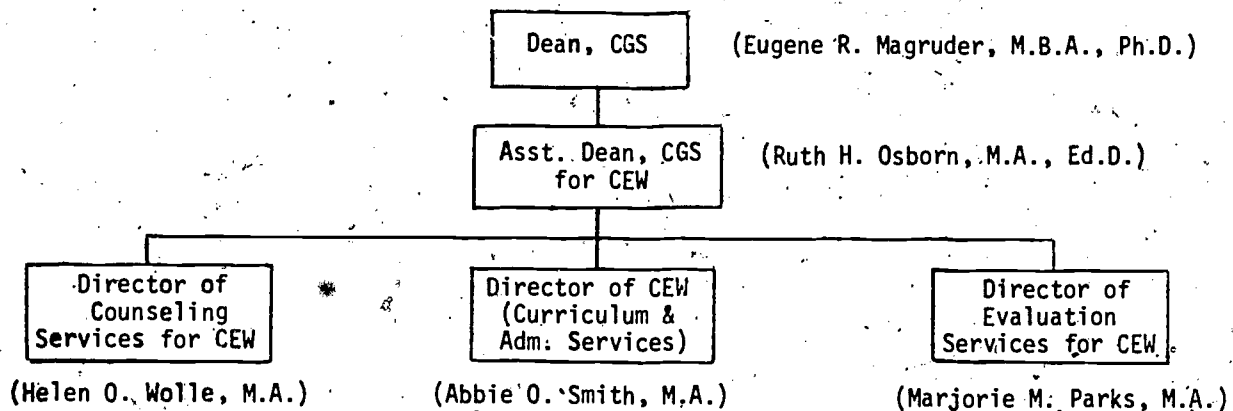 Dean, CGS
(Eugene R. Magruder, M.B.A., Ph.D.)
Asst. Dean, CGS
for CEW
(Ruth H. Osborn, M.A., Ed.D.)
Director of
Counseling
Services for CEW
(Helen O. Wolle, M.A.)
Director of CEW
(Curriculum &
Adm. Services)
(Abbie O. Smith, M.A.)
Director of
Evaluation
Services for CEW
(Marjorie M. Parks, M.A.)